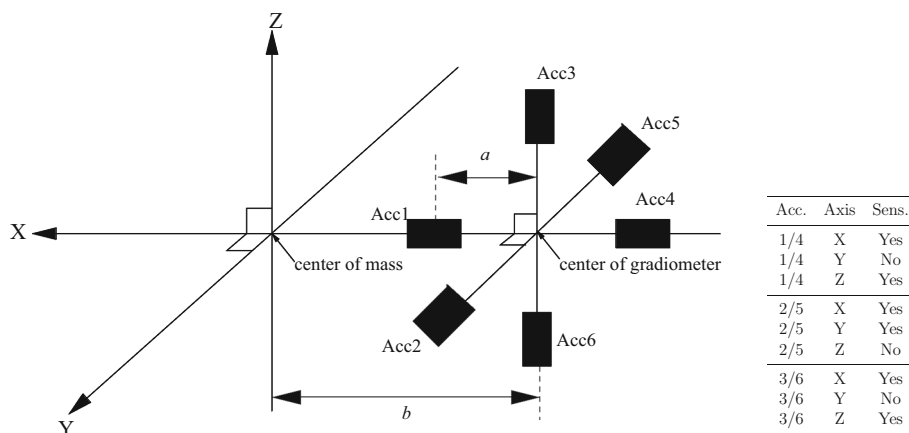 Z
Acc3
Acc5
a
Acc1
Acc4
X
center of mass
center of gradiometer
Acc2
Acc6
b
Y
Acc. Axis Sens.
1/4 X Yes
1/4 Y No
1/4 Z Yes
2/5 X Yes
2/5 Y Yes
2/5 Z No
3/6 X Yes
3/6 Y No
3/6 Z Yes